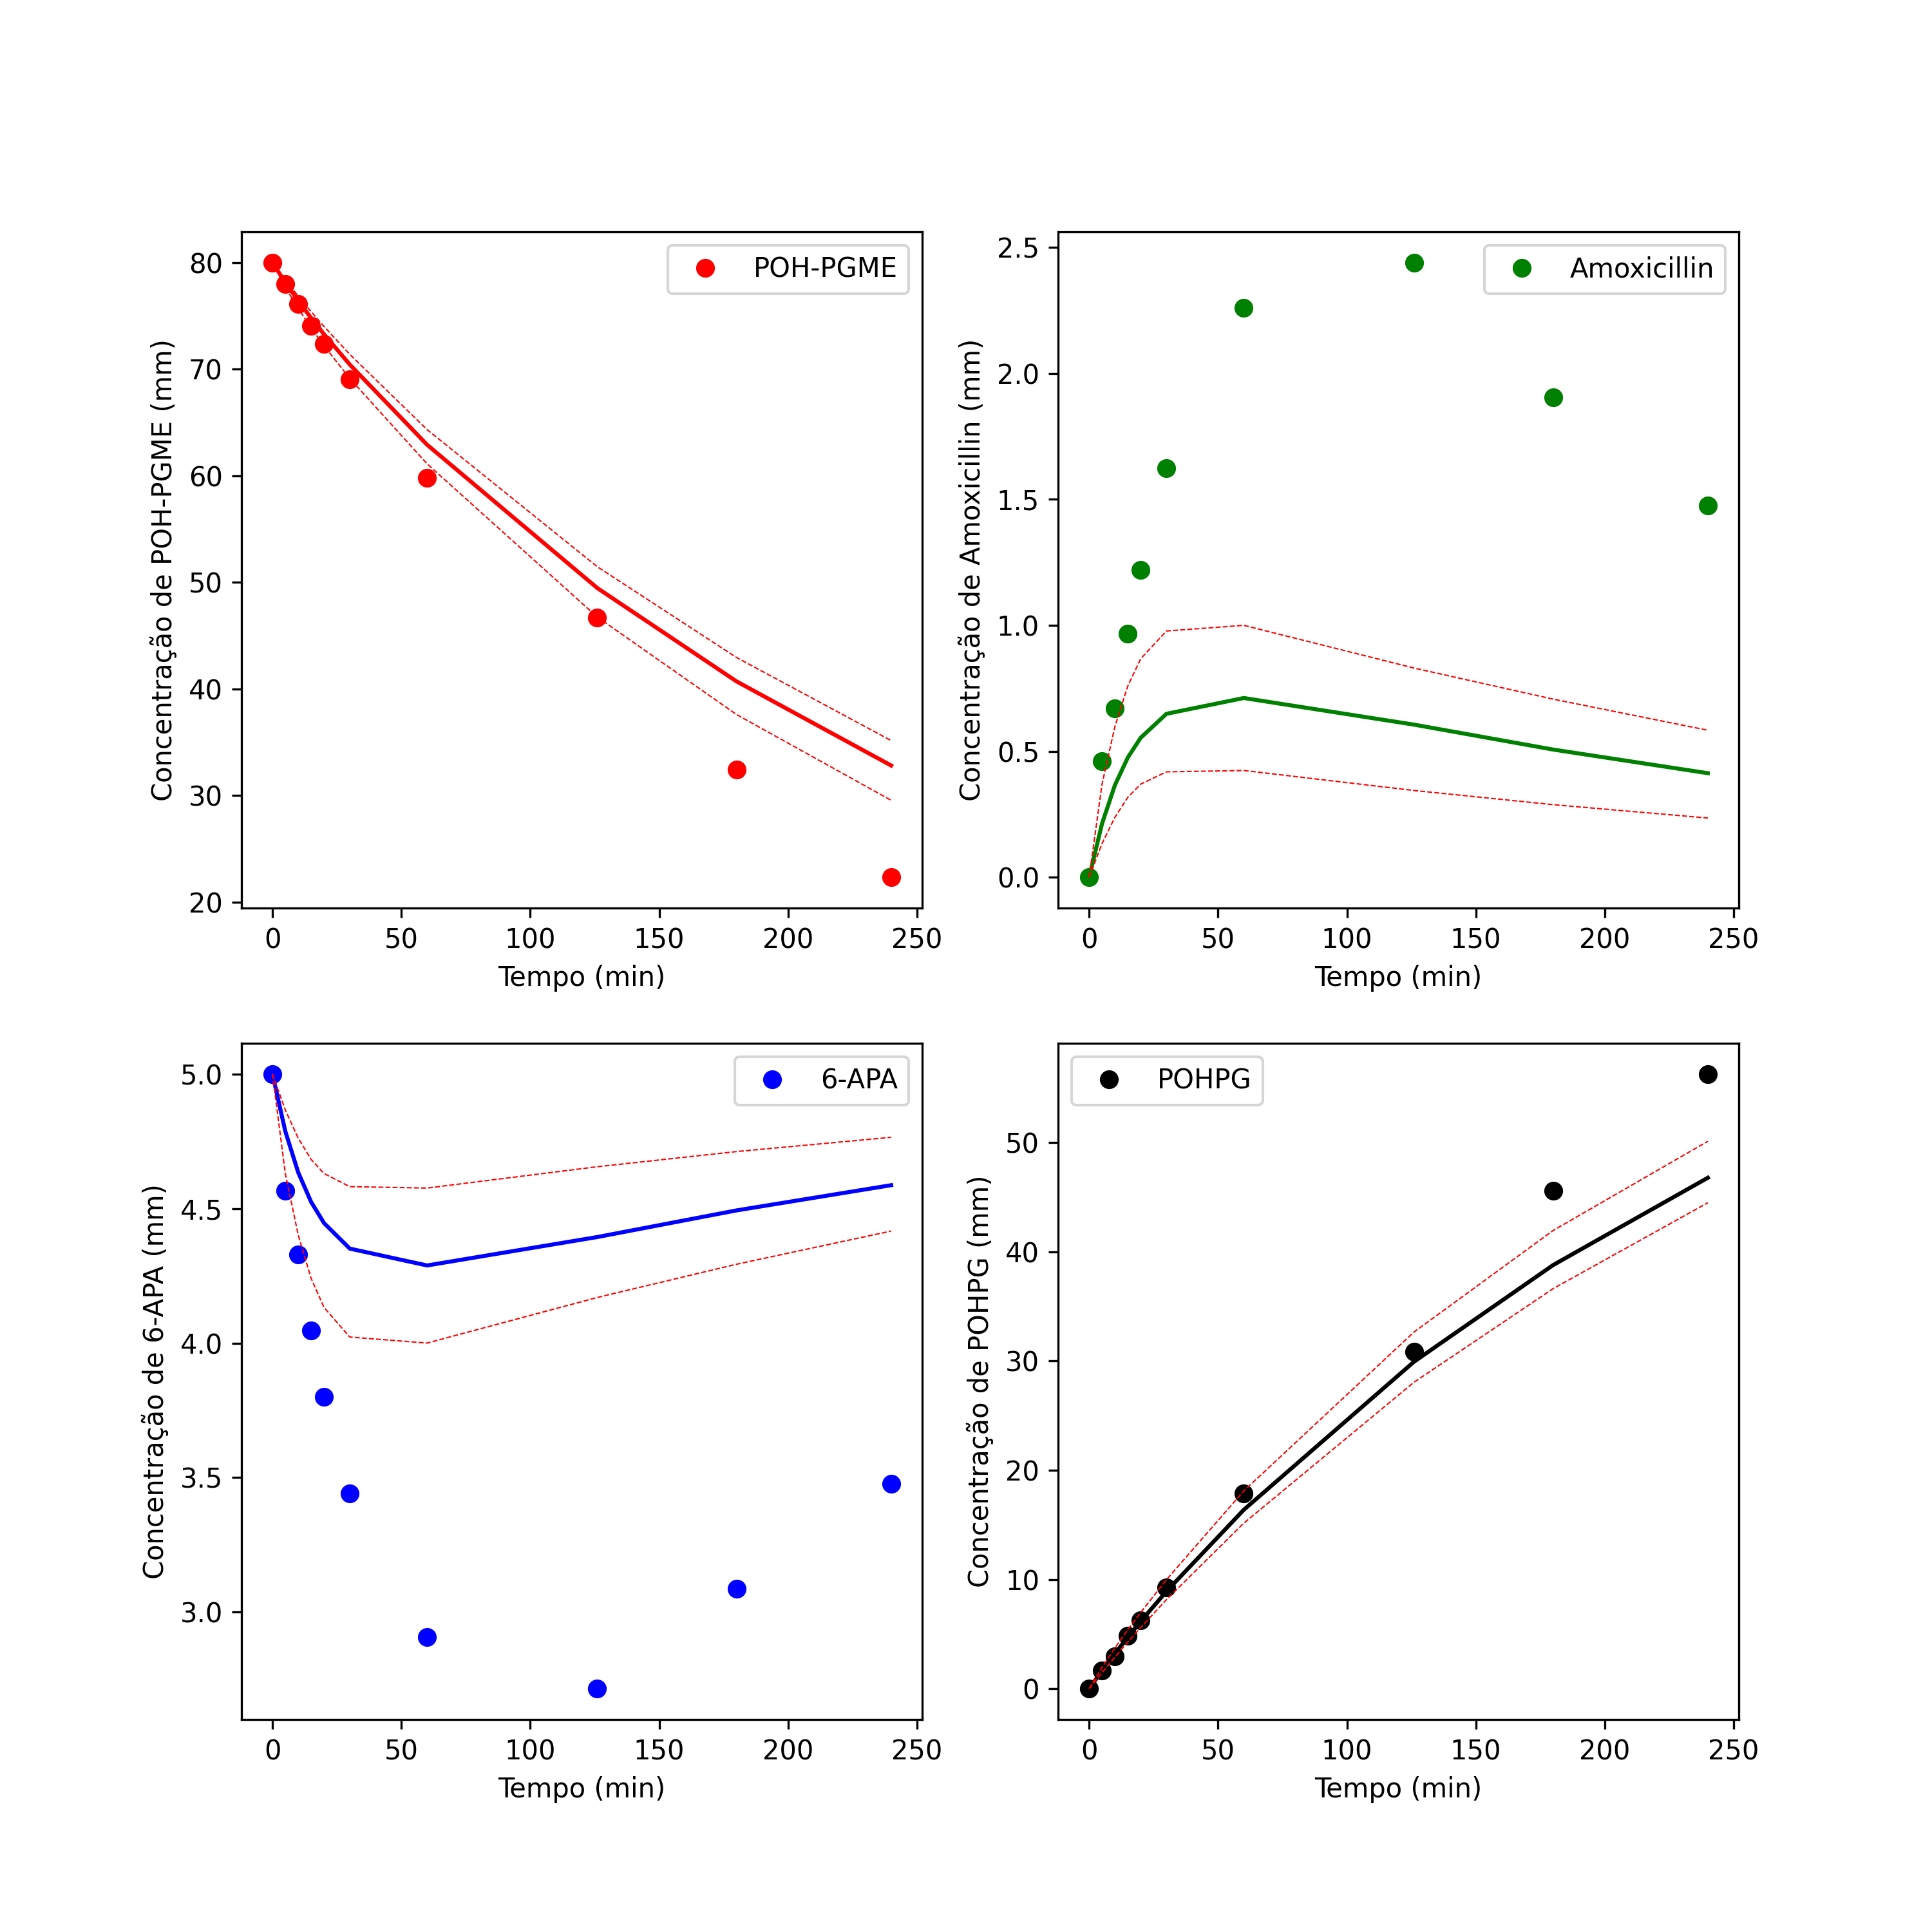 POH-PGME
Concentração de POH-PGME (mm)
80
70
60
50
40
30
20
0 50 100 150 200 250
Tempo (min)
Amoxicillin
Concentração de Amoxicillin (mm)
2.5
2.0
1.5
1.0
0.5
0.0
0 50 100 150 200 250
Tempo (min)
6-APA
Concentração de 6-APA (mm)
5.0
4.5
4.0
3.5
3.0
0 50 100 150 200 250
Tempo (min)
POHPG
Concentração de POHPG (mm)
50
40
30
20
10
0
0 50 100 150 200 250
Tempo (min)